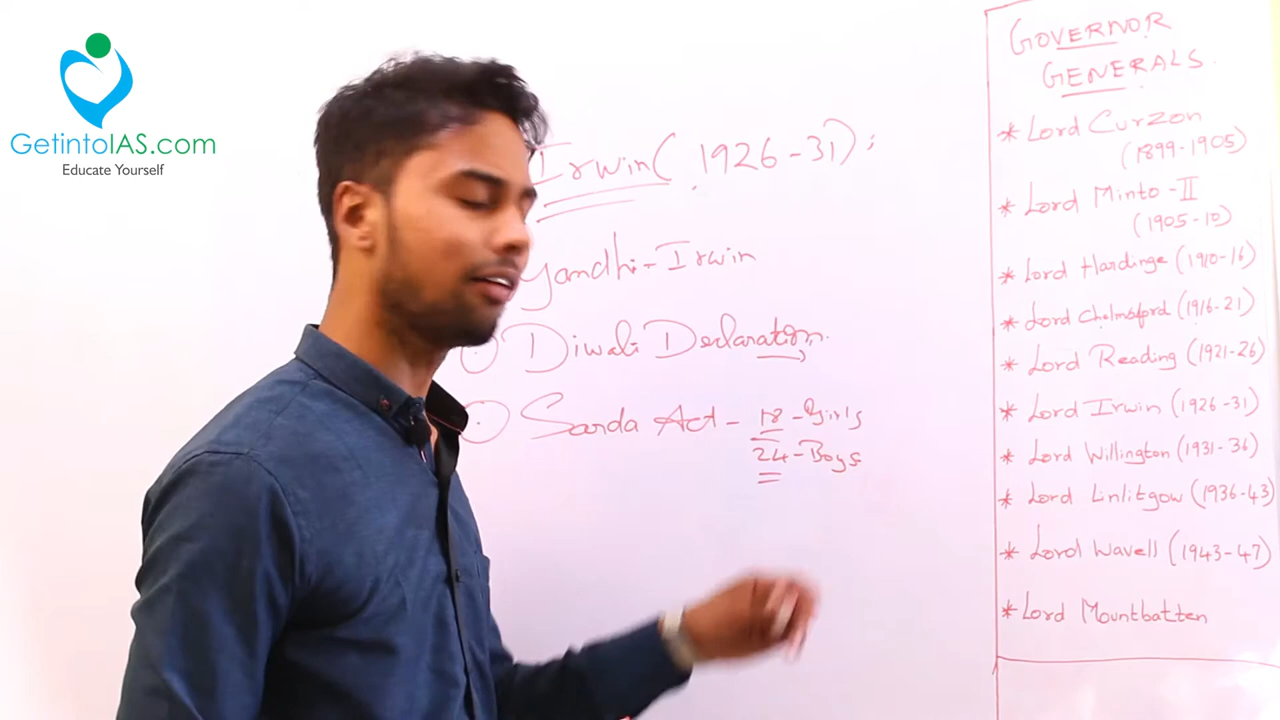 GetintoIAS.com
Educate Yourself
Irwin (1926-31):
Gandhi-Irwin
Diwali Declaration.
Sarda Act - 18-Girls
24-Boys
GOVERNOR
GENERALS.
* Lord Curzon
(1899-1905)
* Lord Minto-II
(1905-10)
* Lord Hardinge (1910-16)
* Lord Chelmsford (1916-21)
* Lord Reading (1921-26)
* Lord Irwin (1926-31)
* Lord Willington (1931-36)
* Lord Linlitgow (1936-43)
* Lord Wavell (1943-47)
* Lord Mountbatten